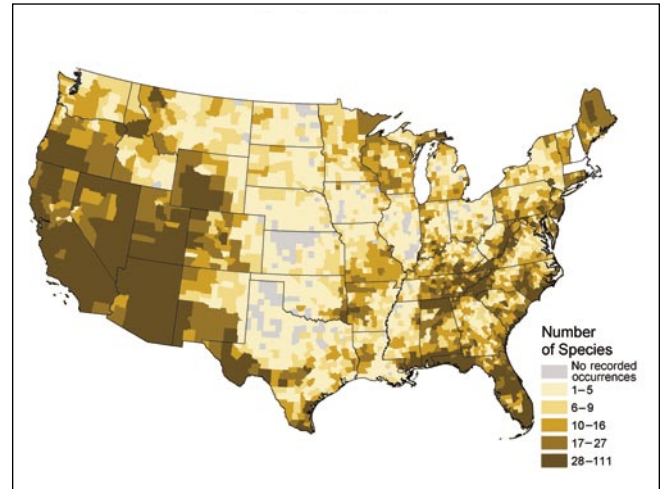 Number
of Species
No recorded
occurrences
1–5
6–9
10–16
17–27
28–111